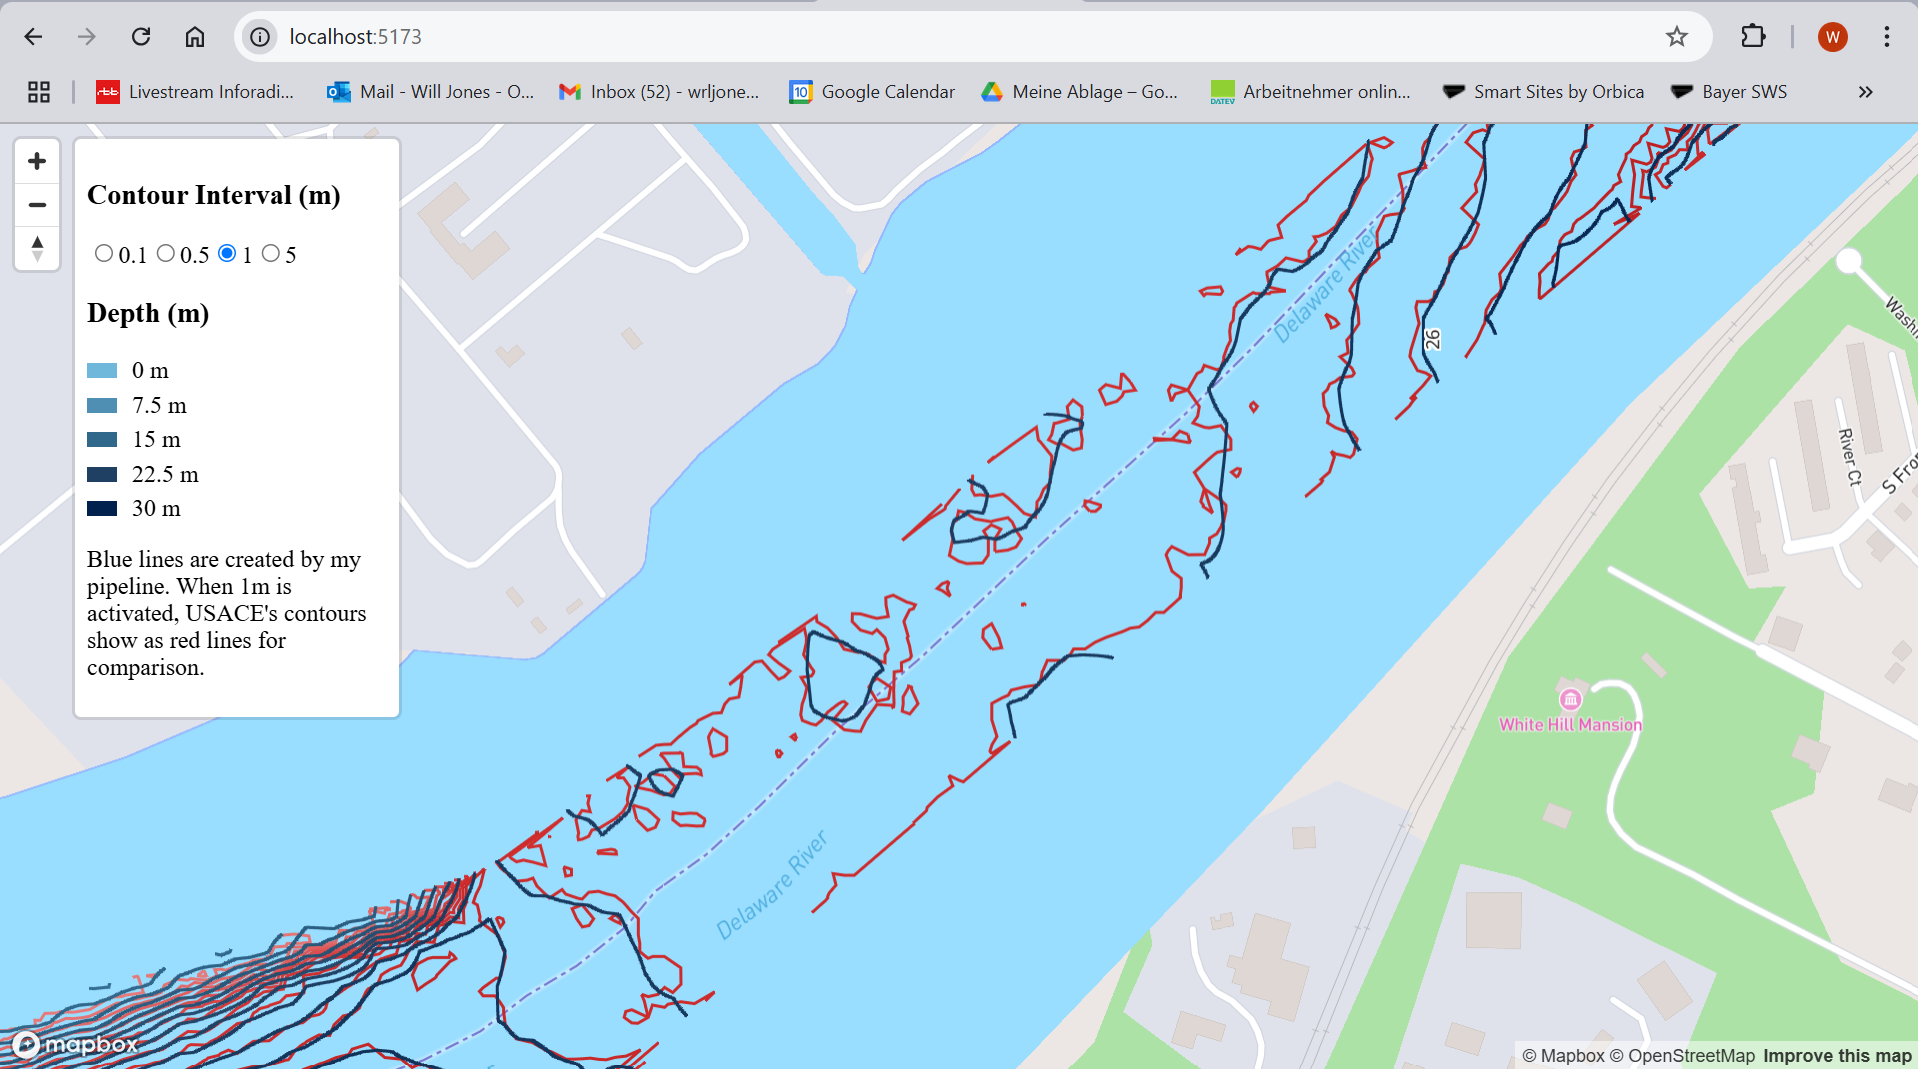 localhost:5173
W
Livestream Inforadi...
Mail - Will Jones - O...
Inbox (52) - wrljone...
10
Google Calendar
Meine Ablage – Go...
DATEV
Arbeitnehmer onlin...
Smart Sites by Orbica
Bayer SWS
»
+
−
Contour Interval (m)
0.1 0.5 1 5
Depth (m)
0 m
7.5 m
15 m
22.5 m
30 m
Blue lines are created by my
pipeline. When 1m is
activated, USACE's contours
show as red lines for
comparison.
Delaware River
26
Washi
River Ct
S Fro
White Hill Mansion
Delaware River
mapbox
© Mapbox © OpenStreetMap Improve this map